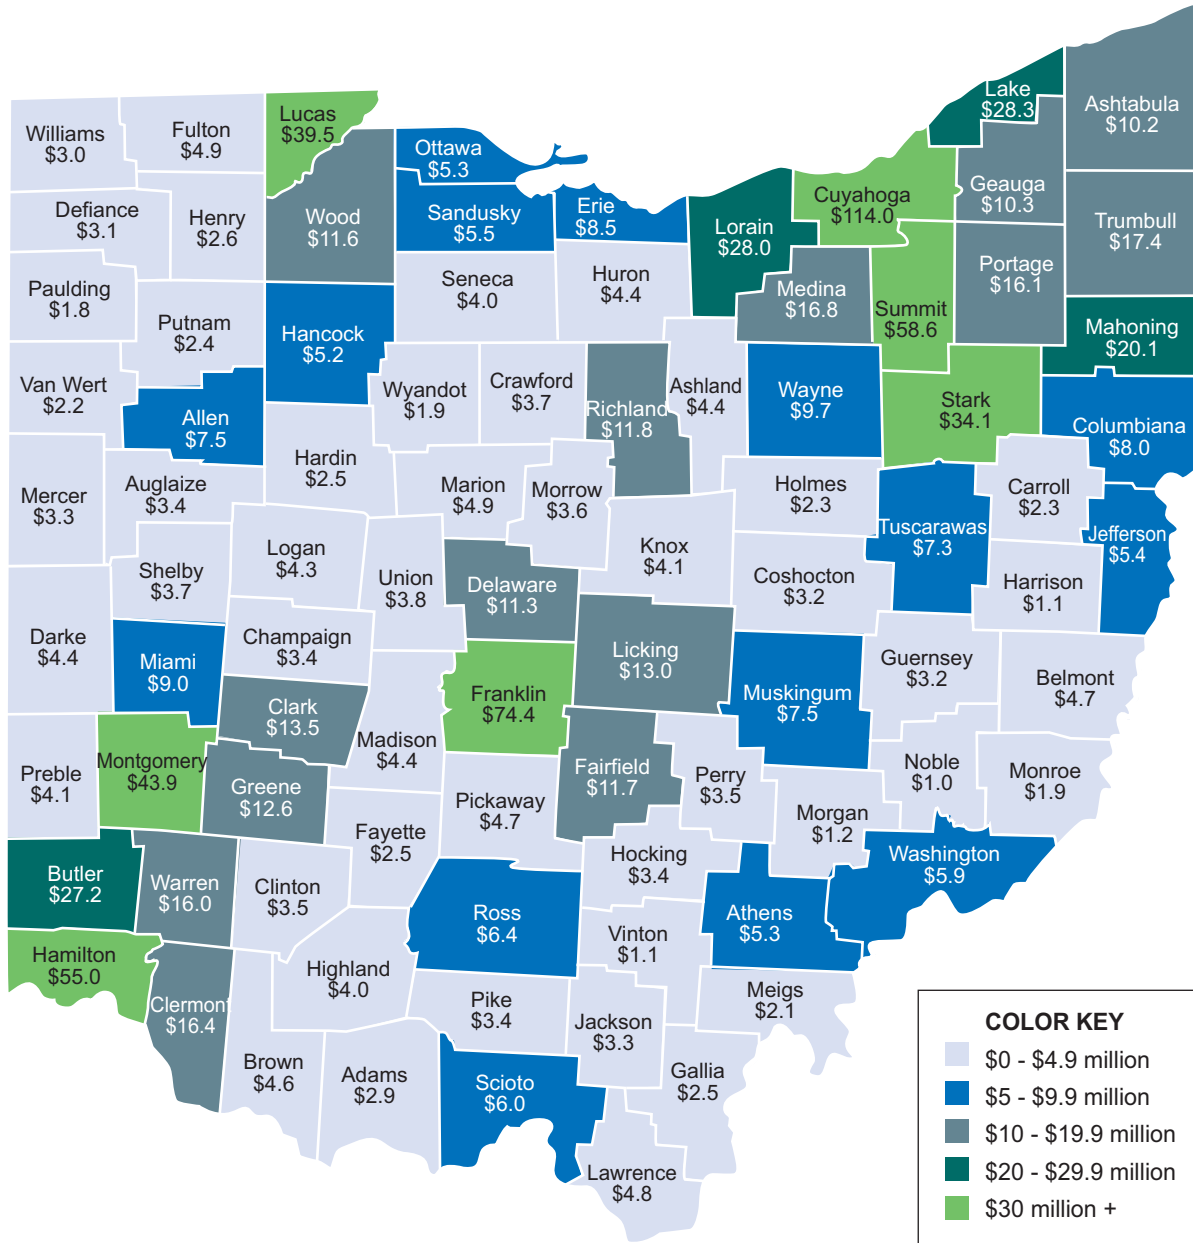 Williams
$3.0
Fulton
$4.9
Lucas
$39.5
Ottawa
$5.3
Lake
$28.3
Ashtabula
$10.2
Defiance
$3.1
Henry
$2.6
Wood
$11.6
Sandusky
$5.5
Erie
$8.5
Lorain
$28.0
Cuyahoga
$114.0
Geauga
$10.3
Trumbull
$17.4
Paulding
$1.8
Putnam
$2.4
Hancock
$5.2
Seneca
$4.0
Huron
$4.4
Medina
$16.8
Summit
$58.6
Portage
$16.1
Mahoning
$20.1
Van Wert
$2.2
Allen
$7.5
Wyandot
$1.9
Crawford
$3.7
Richland
$11.8
Ashland
$4.4
Wayne
$9.7
Stark
$34.1
Columbiana
$8.0
Mercer
$3.3
Auglaize
$3.4
Hardin
$2.5
Marion
$4.9
Morrow
$3.6
Holmes
$2.3
Carroll
$2.3
Tuscarawas
$7.3
Jefferson
$5.4
Shelby
$3.7
Logan
$4.3
Union
$3.8
Delaware
$11.3
Knox
$4.1
Coshocton
$3.2
Harrison
$1.1
Darke
$4.4
Miami
$9.0
Champaign
$3.4
Licking
$13.0
Guernsey
$3.2
Belmont
$4.7
Clark
$13.5
Franklin
$74.4
Muskingum
$7.5
Preble
$4.1
Montgomery
$43.9
Greene
$12.6
Madison
$4.4
Pickaway
$4.7
Fairfield
$11.7
Perry
$3.5
Morgan
$1.2
Noble
$1.0
Monroe
$1.9
Butler
$27.2
Warren
$16.0
Clinton
$3.5
Fayette
$2.5
Hocking
$3.4
Washington
$5.9
Ross
$6.4
Vinton
$1.1
Athens
$5.3
Hamilton
$55.0
Clermont
$16.4
Highland
$4.0
Pike
$3.4
Jackson
$3.3
Meigs
$2.1
Brown
$4.6
Adams
$2.9
Scioto
$6.0
Gallia
$2.5
Lawrence
$4.8
COLOR KEY
$0 - $4.9 million
$5 - $9.9 million
$10 - $19.9 million
$20 - $29.9 million
$30 million +